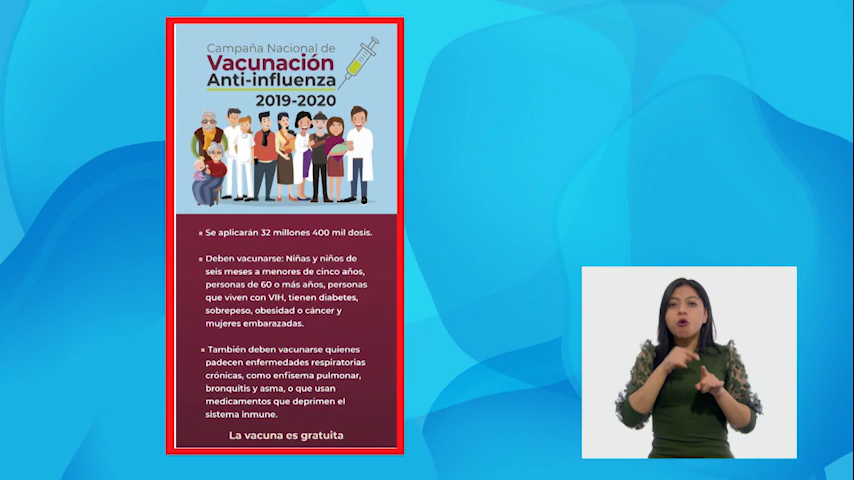 Campaña Nacional de
Vacunación
Anti-influenza
2019-2020
Se aplicarán 32 millones 400 mil dosis.
Deben vacunarse: Niñas y niños de
seis meses a menores de cinco años,
personas de 60 o más años, personas
que viven con VIH, tienen diabetes,
sobrepeso, obesidad o cáncer y
mujeres embarazadas.
También deben vacunarse quienes
padecen enfermedades respiratorias
crónicas, como enfisema pulmonar,
bronquitis y asma, o que usan
medicamentos que deprimen el
sistema inmune.
La vacuna es gratuita